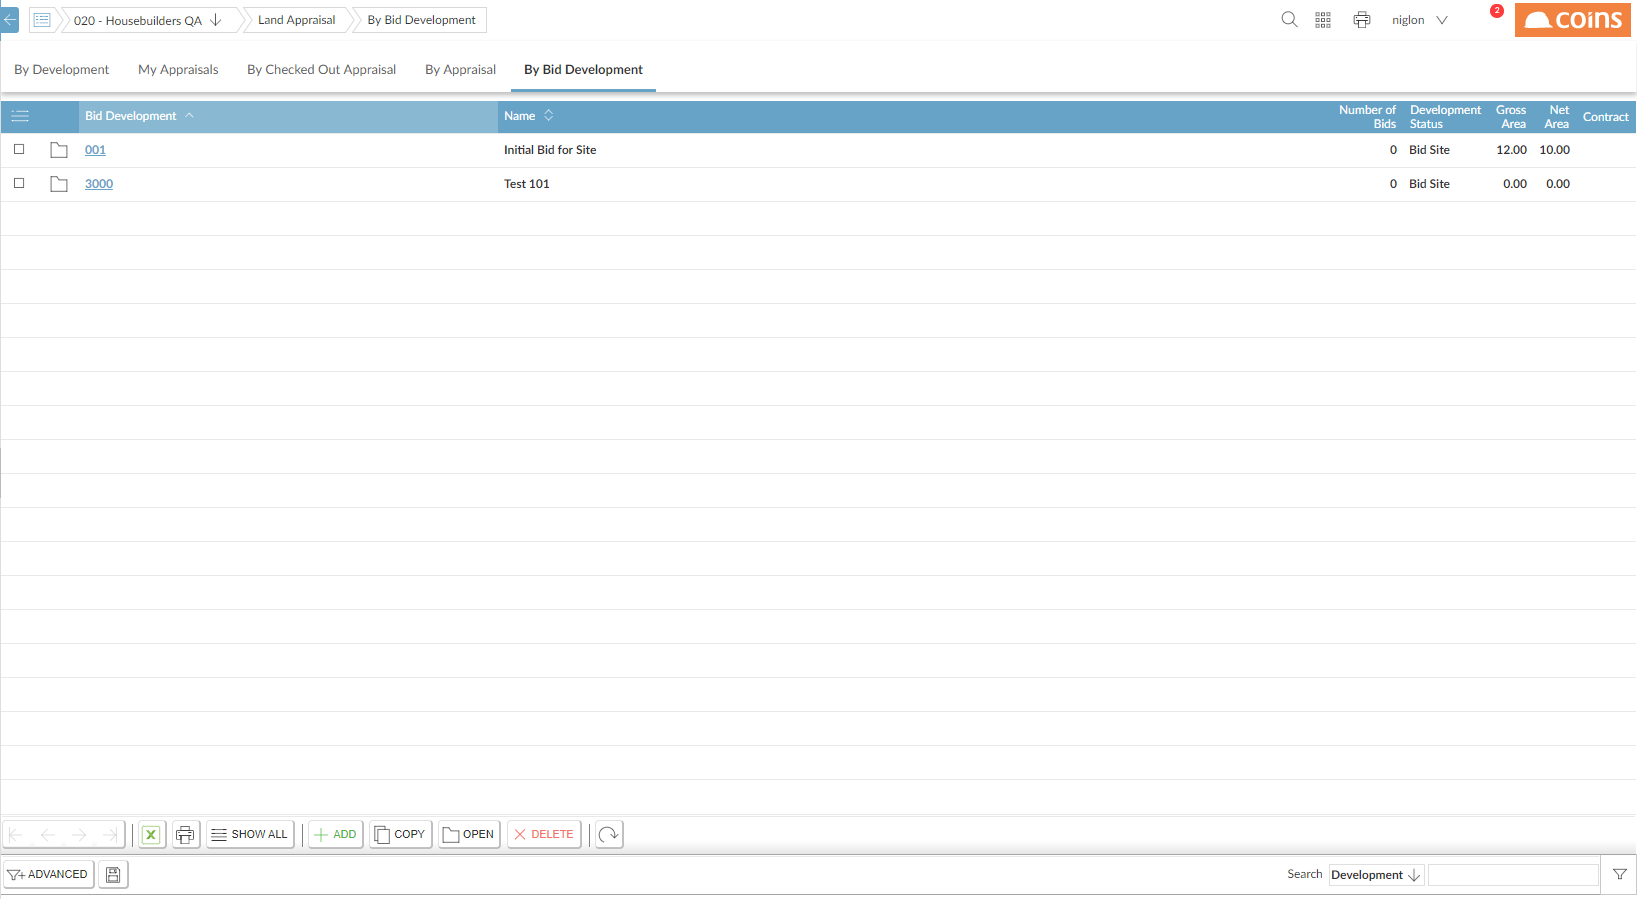 020 - Housebuilders QA
Land Appraisal
By Bid Development
niglon
2
coins
By Development
My Appraisals
By Checked Out Appraisal
By Appraisal
By Bid Development
Bid Development
Name
Number of
Bids
Development
Status
Gross
Area
Net
Area
Contract
001 Initial Bid for Site 0 Bid Site 12.00 10.00
3000 Test 101 0 Bid Site 0.00 0.00
SHOW ALL
ADD
COPY
OPEN
DELETE
ADVANCED
Search
Development